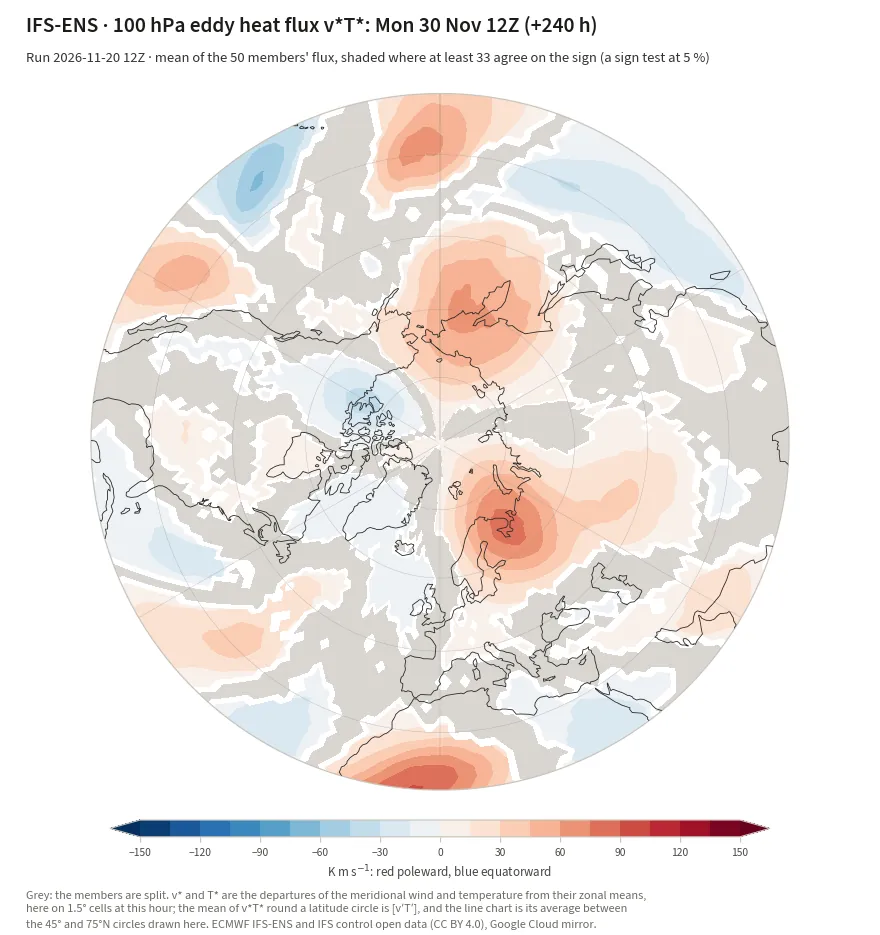 IFS-ENS · 100 hPa eddy heat flux v*T*: Mon 30 Nov 12Z (+240 h)
Run 2026-11-20 12Z · mean of the 50 members' flux, shaded where at least 33 agree on the sign (a sign test at 5 %)
−150 −120 −90 −60 −30 0 30 60 90 120 150
K m s⁻¹: red poleward, blue equatorward
Grey: the members are split. v* and T* are the departures of the meridional wind and temperature from their zonal means,
here on 1.5° cells at this hour; the mean of v*T* round a latitude circle is [v'T'], and the line chart is its average between
the 45° and 75°N circles drawn here. ECMWF IFS-ENS and IFS control open data (CC BY 4.0), Google Cloud mirror.